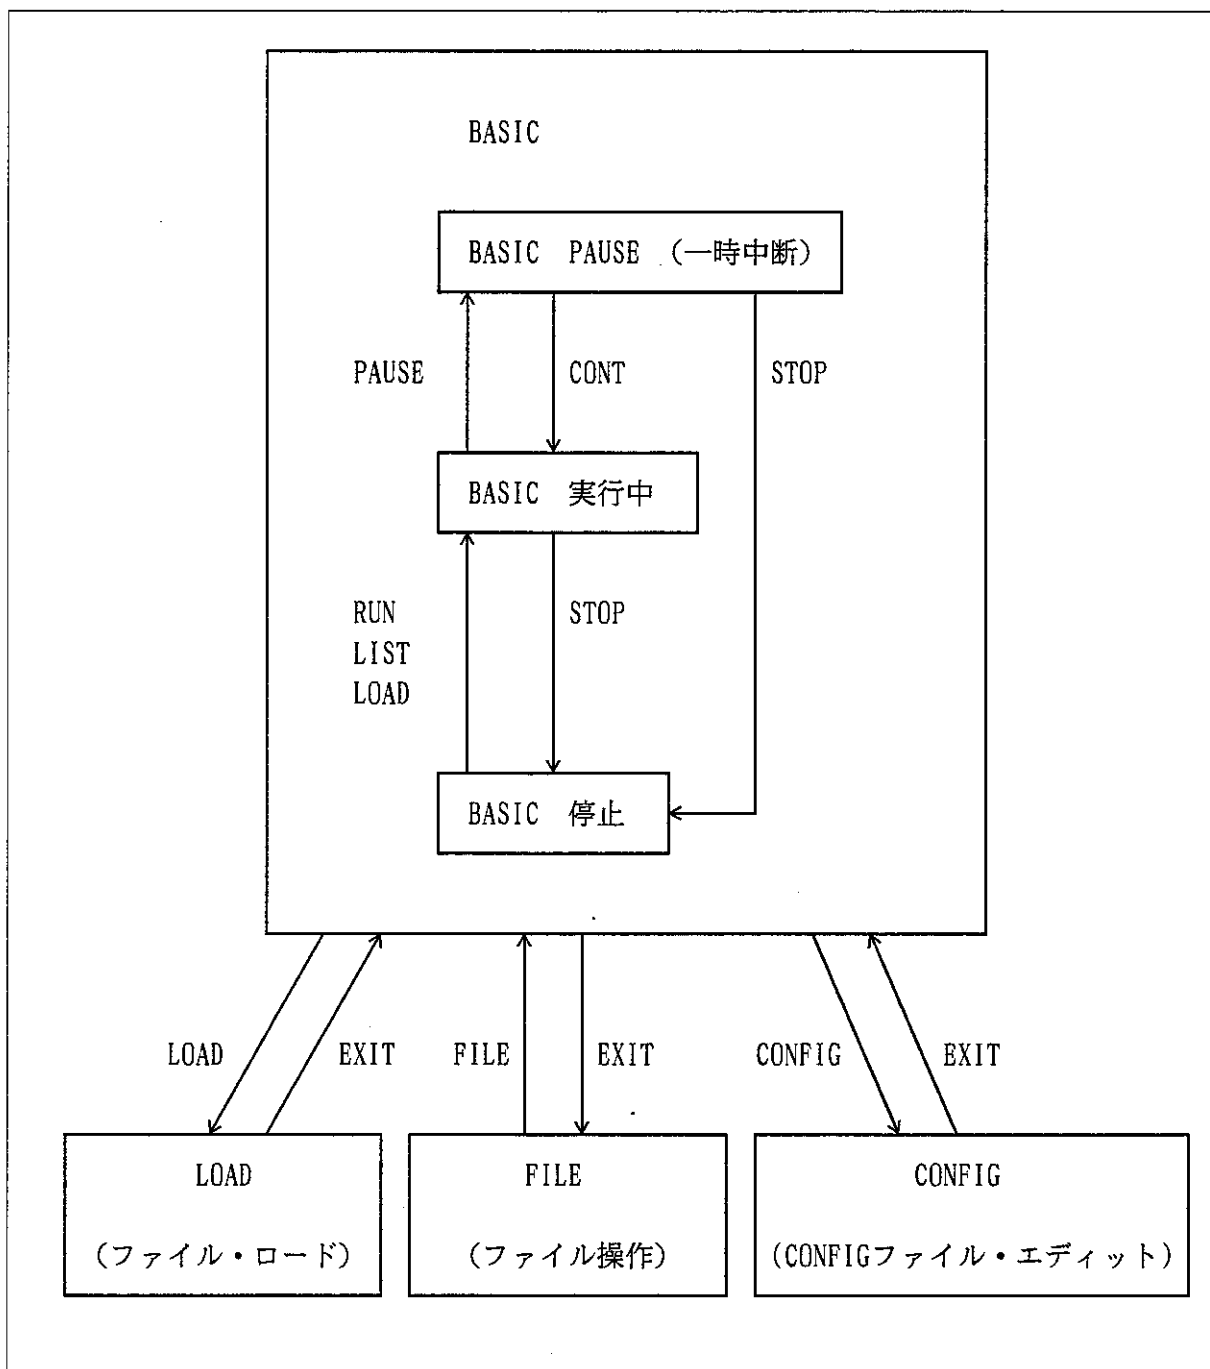 BASIC
BASIC PAUSE (一時中断)
PAUSE
CONT
STOP
BASIC 実行中
RUN
LIST
LOAD
STOP
BASIC 停止
LOAD
EXIT
FILE
EXIT
CONFIG
EXIT
LOAD
(ファイル・ロード)
FILE
(ファイル操作)
CONFIG
(CONFIGファイル・エディット)